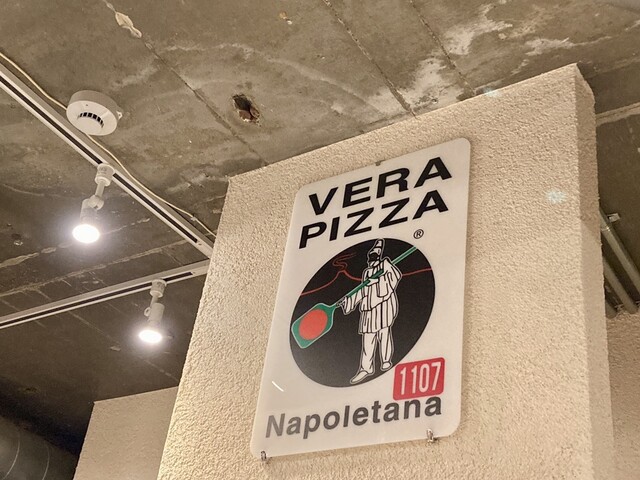 VERA
PIZZA
®
1107
Napoletana